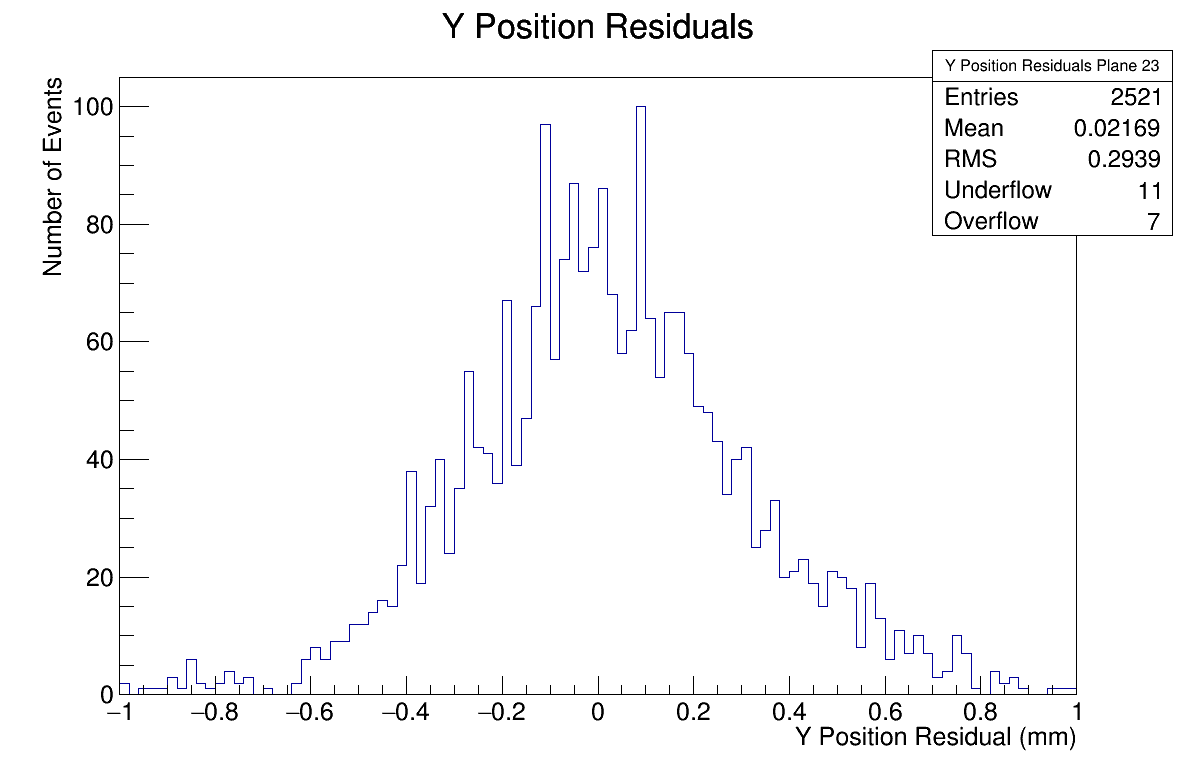 Y Position Residuals
Y Position Residuals Plane 23
Entries 2521
Mean 0.02169
RMS 0.2939
Underflow 11
Overflow 7
Number of Events
100
80
60
40
20
0
−1 −0.8 −0.6 −0.4 −0.2 0 0.2 0.4 0.6 0.8 1
Y Position Residual (mm)